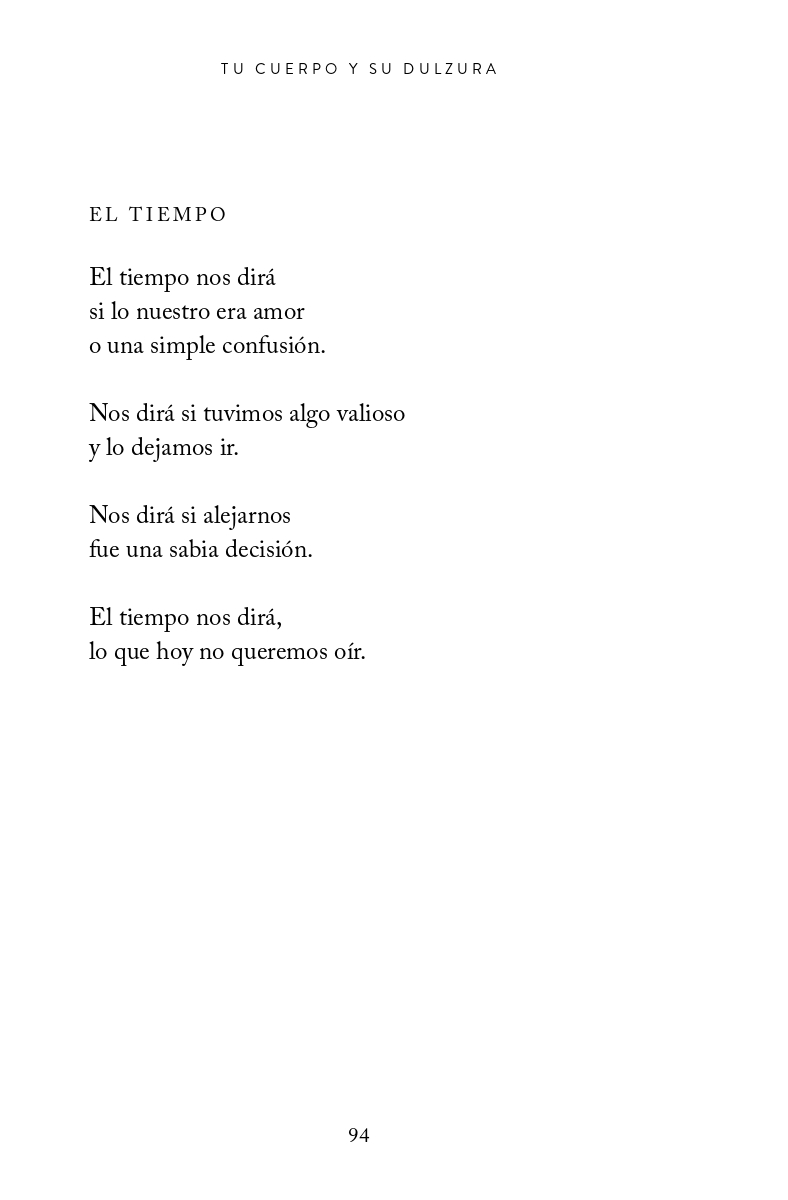 TU CUERPO Y SU DULZURA
EL TIEMPO
El tiempo nos dirá
si lo nuestro era amor
o una simple confusión.
Nos dirá si tuvimos algo valioso
y lo dejamos ir.
Nos dirá si alejarnos
fue una sabia decisión.
El tiempo nos dirá,
lo que hoy no queremos oír.
94